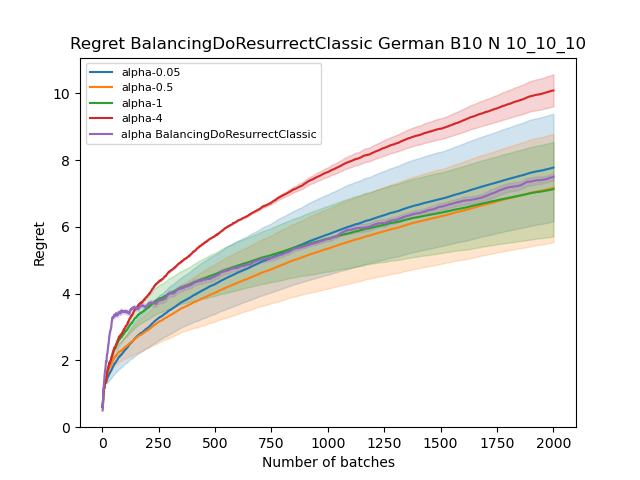 Regret BalancingDoResurrectClassic German B10 N 10_10_10
alpha-0.05
alpha-0.5
alpha-1
alpha-4
alpha BalancingDoResurrectClassic
Regret
10
8
6
4
2
0
0 250 500 750 1000 1250 1500 1750 2000
Number of batches